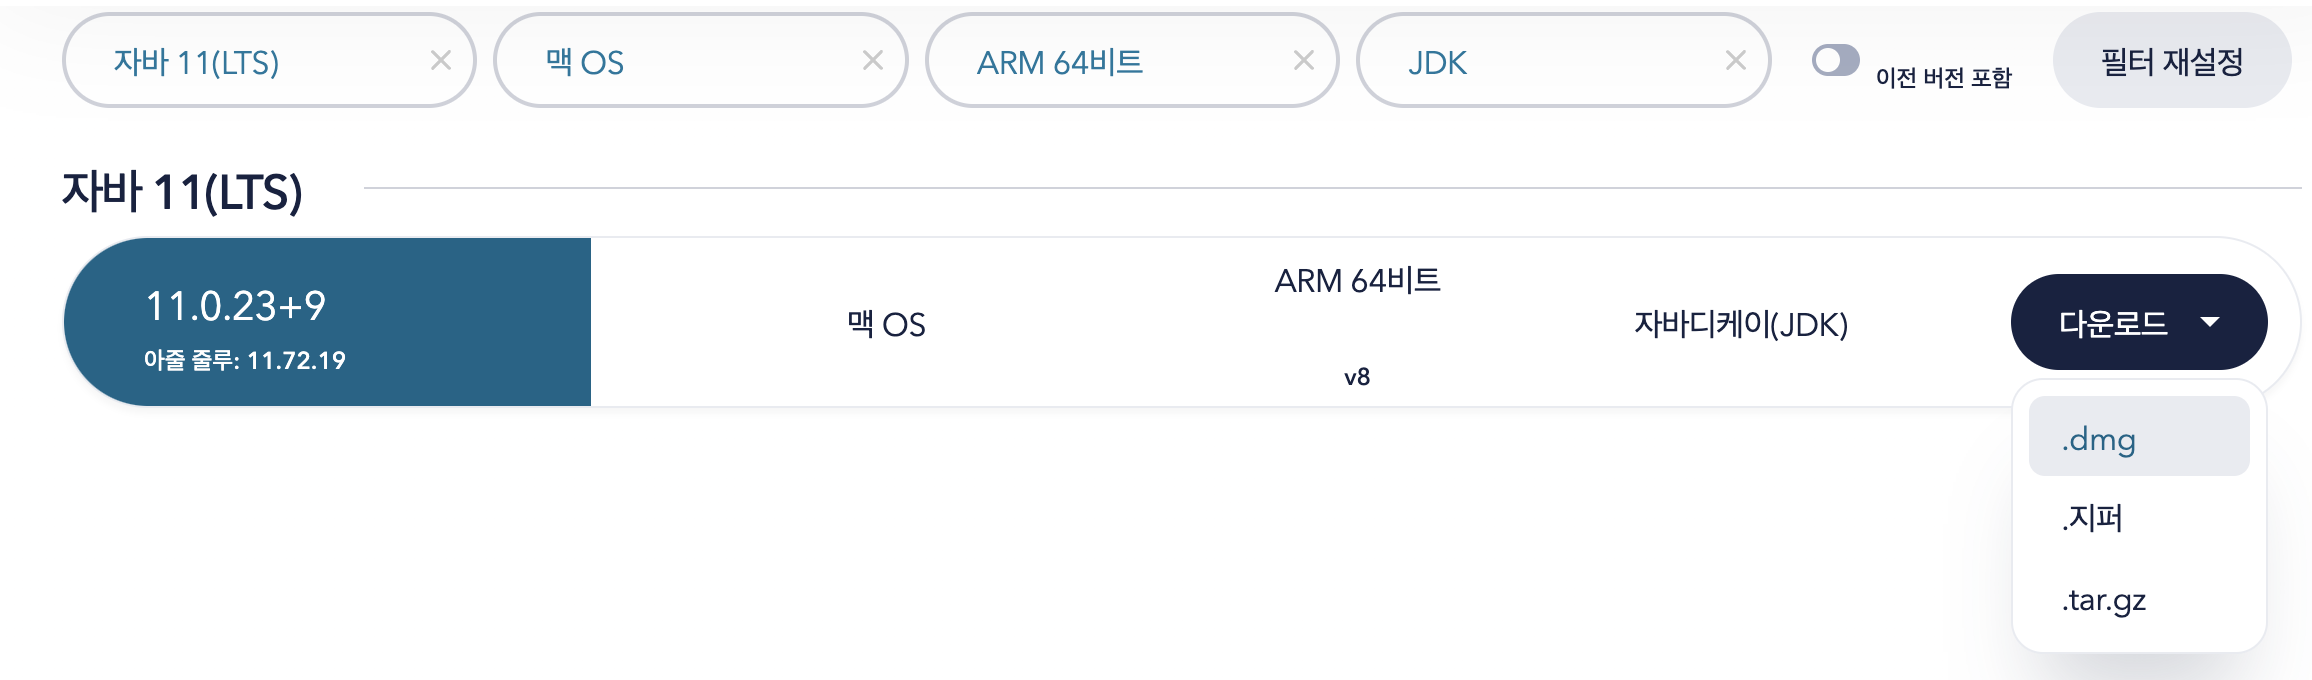 자바 11(LTS)
맥 OS
ARM 64비트
JDK
이전 버전 포함
필터 재설정
자바 11(LTS)
11.0.23+9
아줄 줄루: 11.72.19
맥 OS
ARM 64비트
v8
자바디케이(JDK)
다운로드
.dmg
.지퍼
.tar.gz